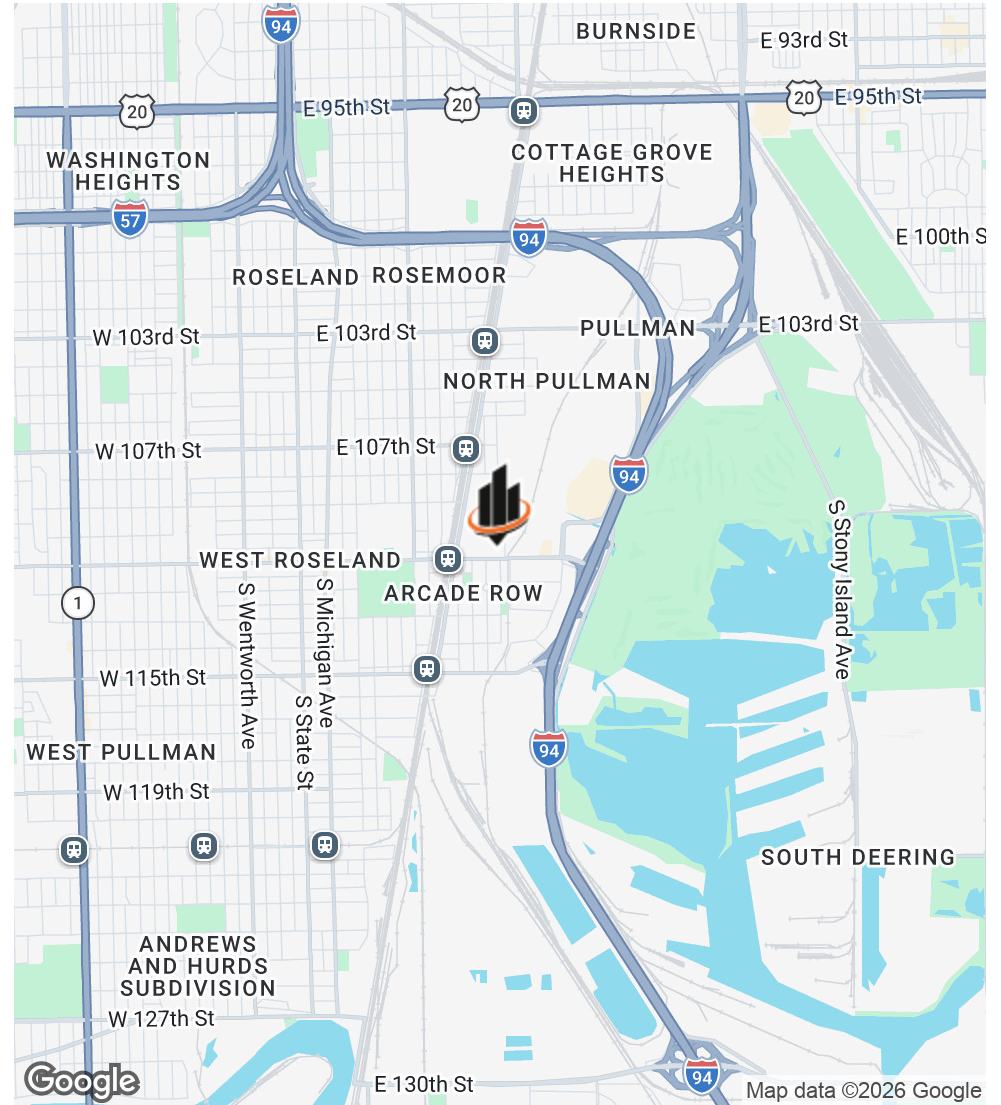 94
BURNSIDE
E 93rd St
20
E 95th St
20
20
E 95th St
WASHINGTON
HEIGHTS
COTTAGE GROVE
HEIGHTS
57
94
E 100th S
ROSELAND
ROSEMOOR
W 103rd St
E 103rd St
PULLMAN
E 103rd St
NORTH PULLMAN
W 107th St
E 107th St
94
S Stony Island Ave
WEST ROSELAND
ARCADE ROW
1
S Wentworth Ave
S Michigan Ave
W 115th St
S State St
WEST PULLMAN
94
W 119th St
SOUTH DEERING
ANDREWS
AND HURDS
SUBDIVISION
W 127th St
Google
E 130th St
94
Map data ©2026 Google